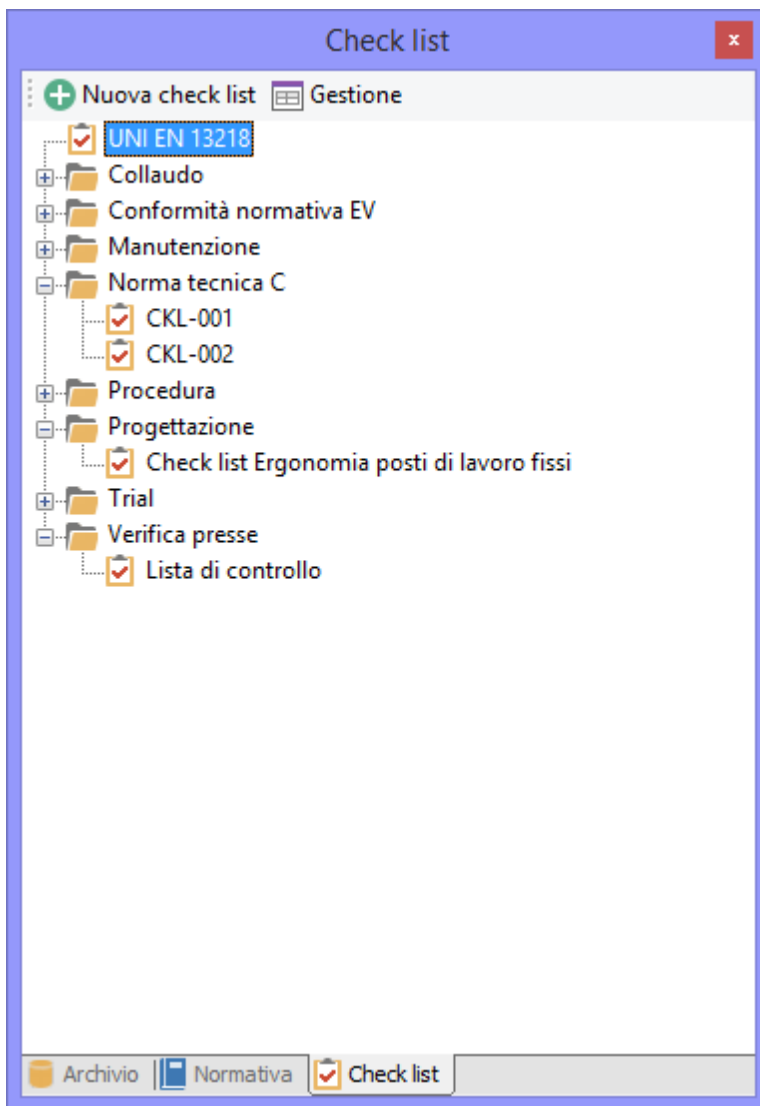 Check list
x
Nuova check list Gestione
UNI EN 13218
Collaudo
Conformità normativa EV
Manutenzione
Norma tecnica C
CKL-001
CKL-002
Procedura
Progettazione
Check list Ergonomia posti di lavoro fissi
Trial
Verifica presse
Lista di controllo
Archivio Normativa Check list